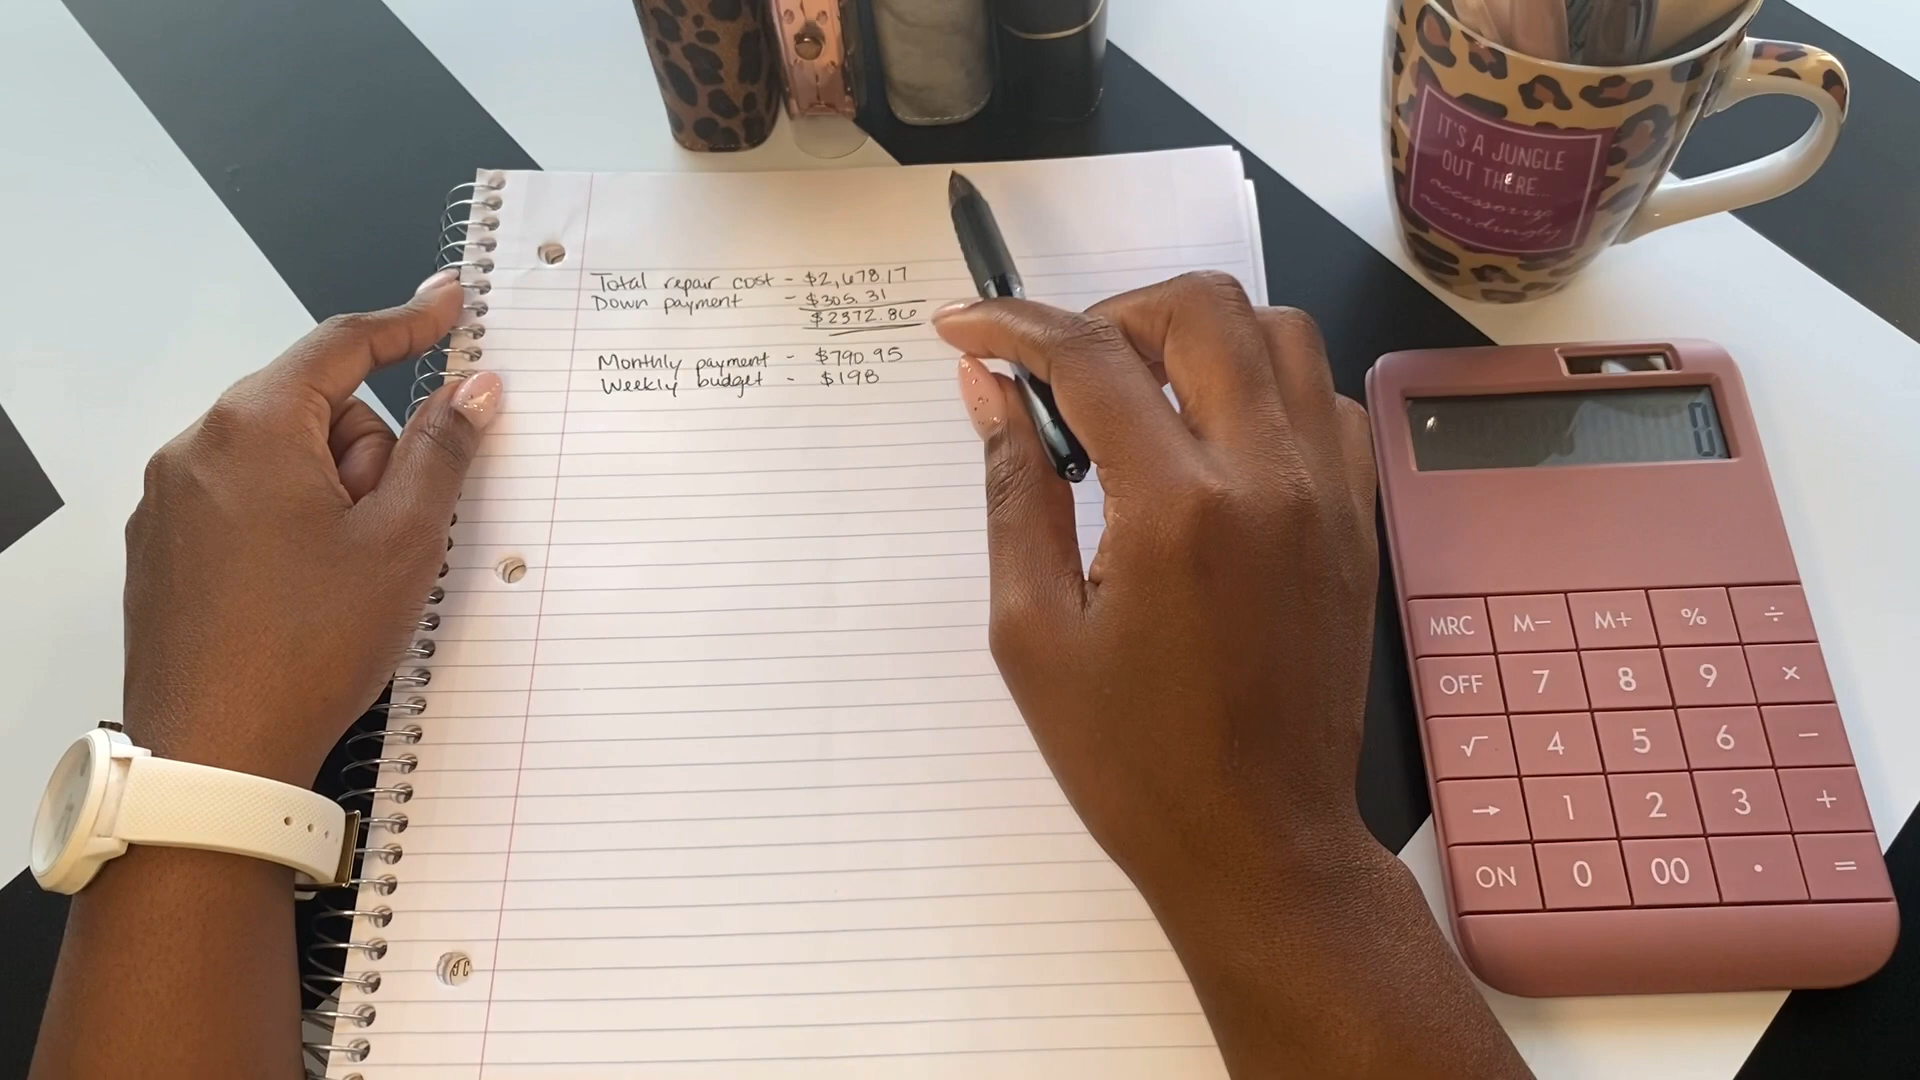 Total repair cost - $2,678.17
Down payment - $305.31
$2372.86
Monthly payment - $790.95
Weekly budget - $198
IT'S A JUNGLE
OUT THERE...
accessorize
accordingly
0
MRC M− M+ % ÷
OFF 7 8 9 ×
√ 4 5 6 −
→ 1 2 3 +
ON 0 00 · =